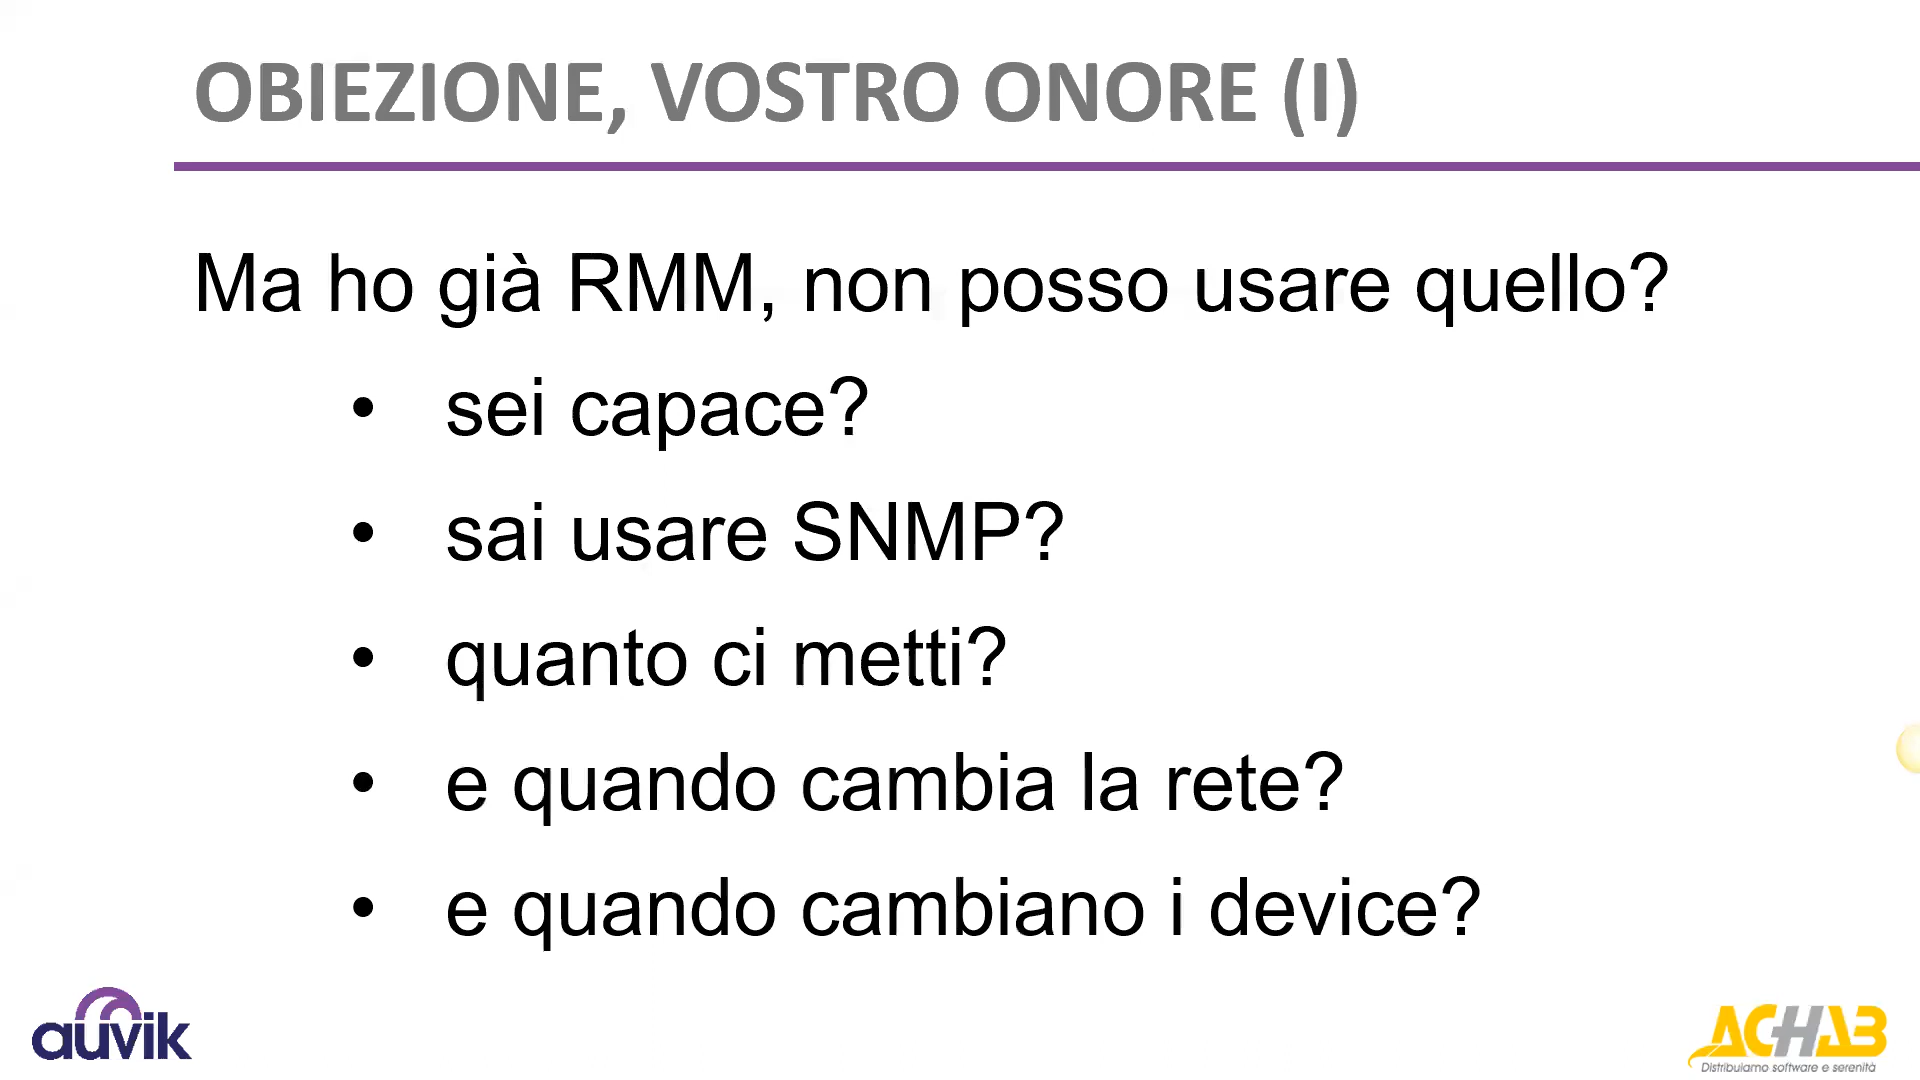 OBIEZIONE, VOSTRO ONORE (I)
Ma ho già RMM, non posso usare quello?
• sei capace?
• sai usare SNMP?
• quanto ci metti?
• e quando cambia la rete?
• e quando cambiano i device?
auvik
ACHAB
Distribuiamo software e serenità